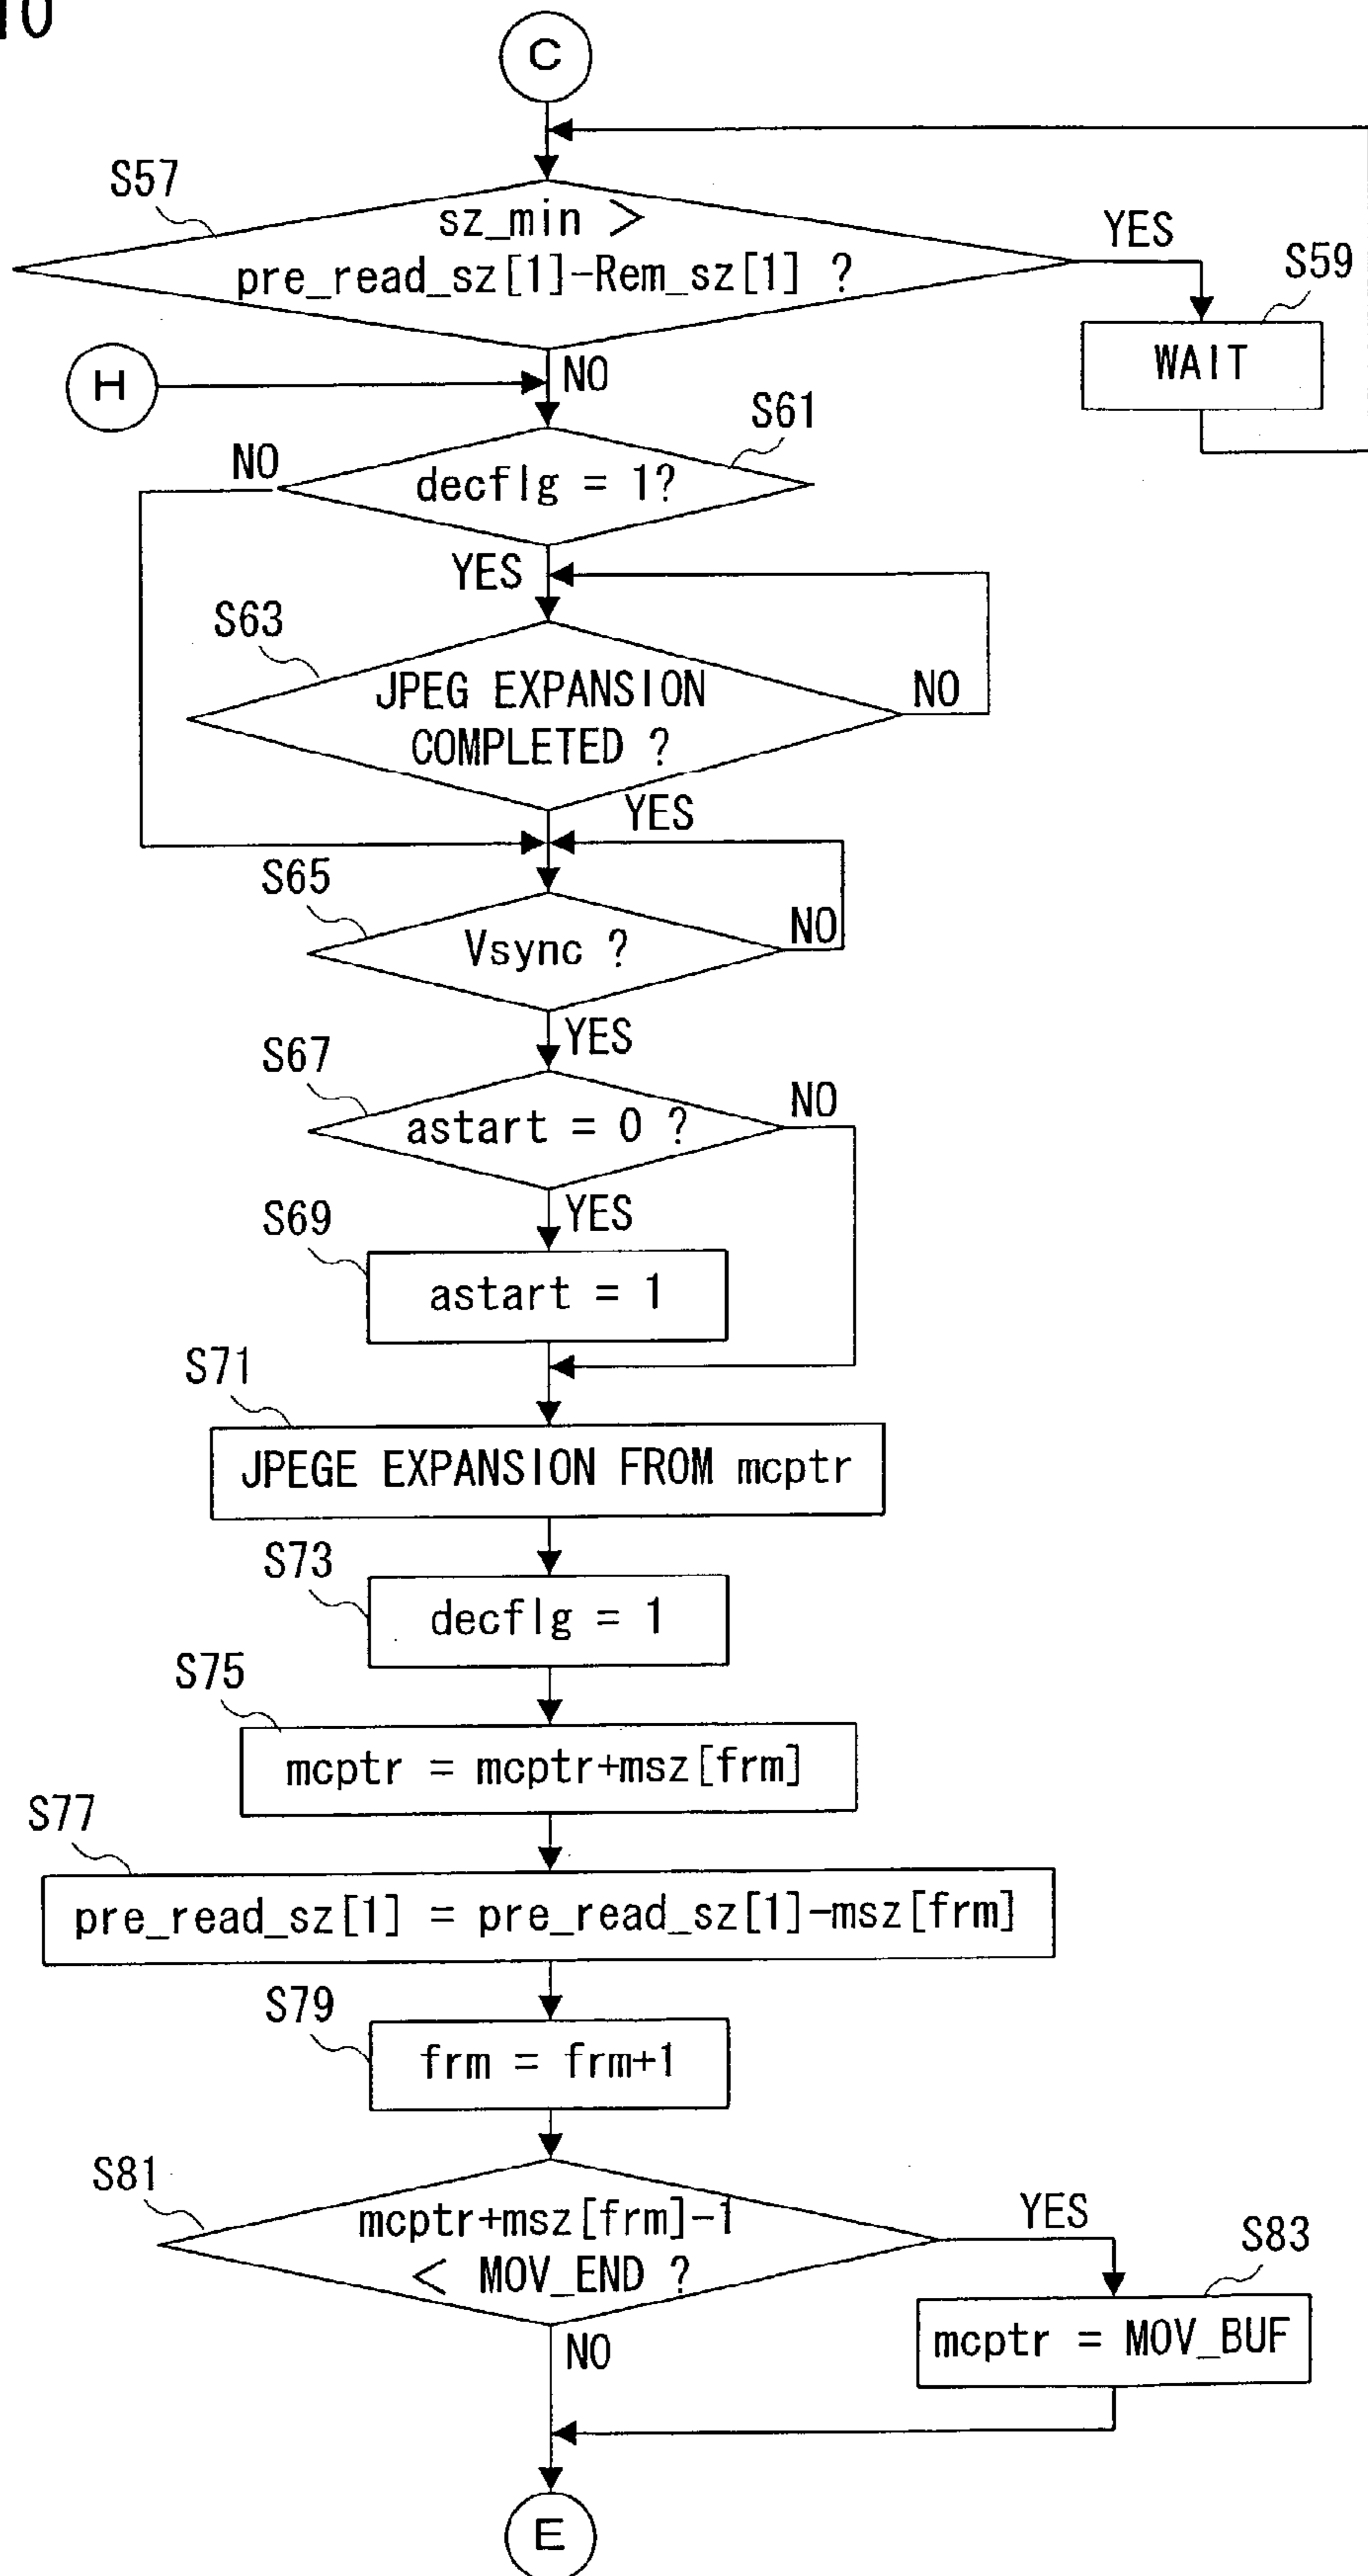 10
C
S57
sz_min >
pre_read_sz[1]-Rem_sz[1] ?
YES
S59
WAIT
H
NO
S61
NO
decflg = 1?
YES
S63
JPEG EXPANSION
COMPLETED ?
NO
YES
S65
Vsync ?
NO
YES
S67
astart = 0 ?
NO
YES
S69
astart = 1
S71
JPEGE EXPANSION FROM mcptr
S73
decflg = 1
S75
mcptr = mcptr+msz[frm]
S77
pre_read_sz[1] = pre_read_sz[1]-msz[frm]
S79
frm = frm+1
S81
mcptr+msz[frm]-1
< MOV_END ?
YES
S83
mcptr = MOV_BUF
NO
E